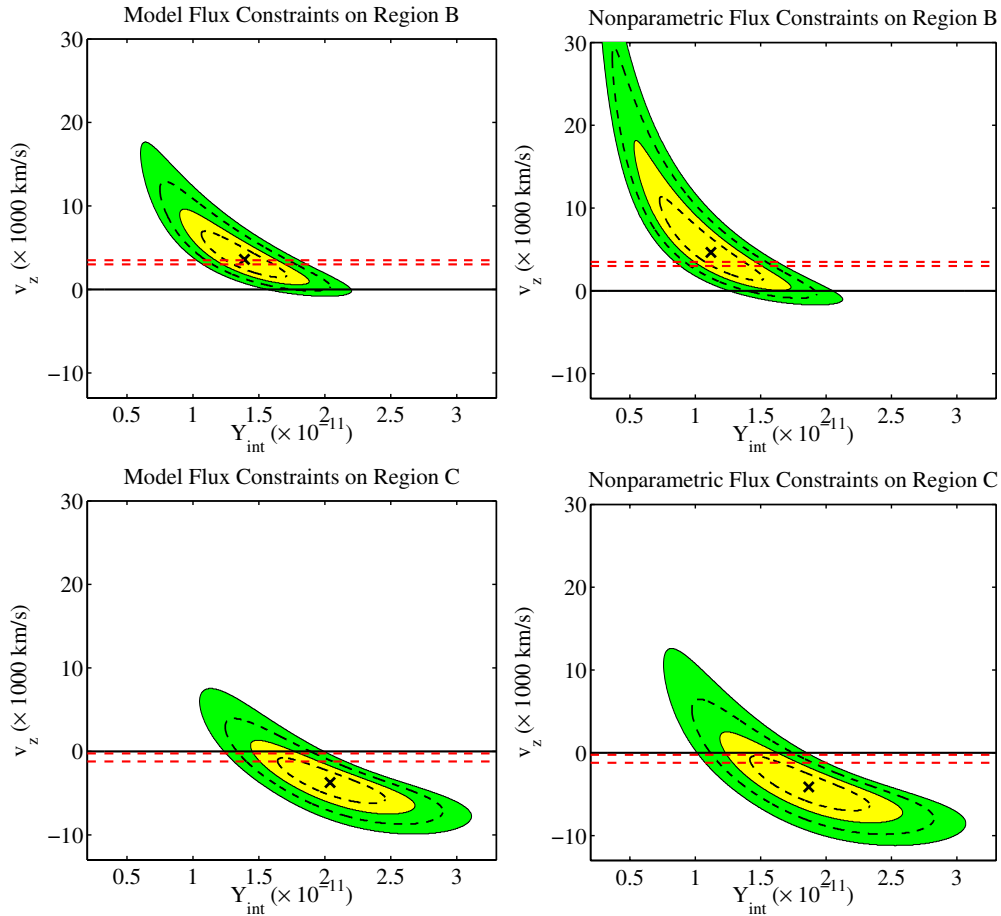 Model Flux Constraints on Region B
30
20
10
0
−10
v_z (× 1000 km/s)
0.5 1 1.5 2 2.5 3
Y_int (× 10^-11)
Nonparametric Flux Constraints on Region B
30
20
10
0
−10
v_z (× 1000 km/s)
0.5 1 1.5 2 2.5 3
Y_int (× 10^-11)
Model Flux Constraints on Region C
30
20
10
0
−10
v_z (× 1000 km/s)
0.5 1 1.5 2 2.5 3
Y_int (× 10^-11)
Nonparametric Flux Constraints on Region C
30
20
10
0
−10
v_z (× 1000 km/s)
0.5 1 1.5 2 2.5 3
Y_int (× 10^-11)